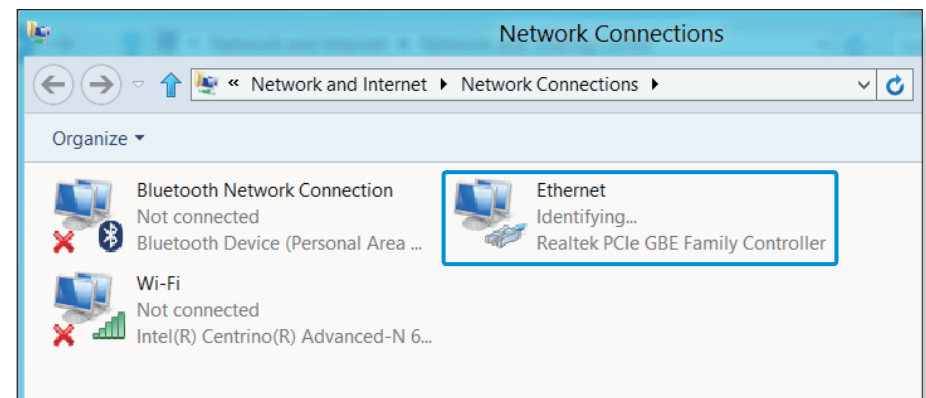 Network Connections
« Network and Internet Network Connections
Organize
Bluetooth Network Connection
Not connected
Bluetooth Device (Personal Area ...
Ethernet
Identifying...
Realtek PCIe GBE Family Controller
Wi-Fi
Not connected
Intel(R) Centrino(R) Advanced-N 6...